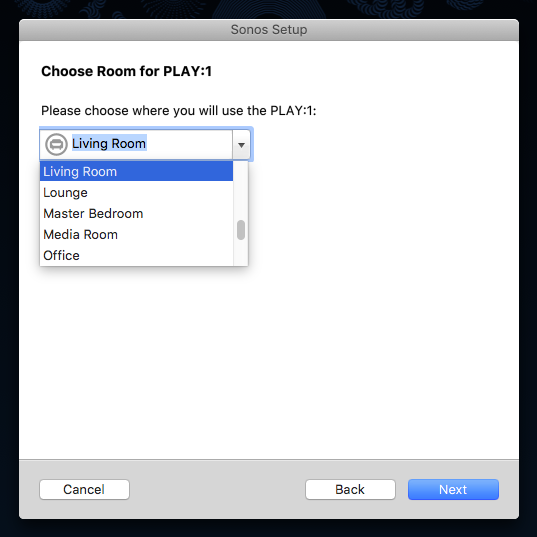 Sonos Setup
Choose Room for PLAY:1
Please choose where you will use the PLAY:1:
Living Room
Living Room
Lounge
Master Bedroom
Media Room
Office
Cancel Back Next